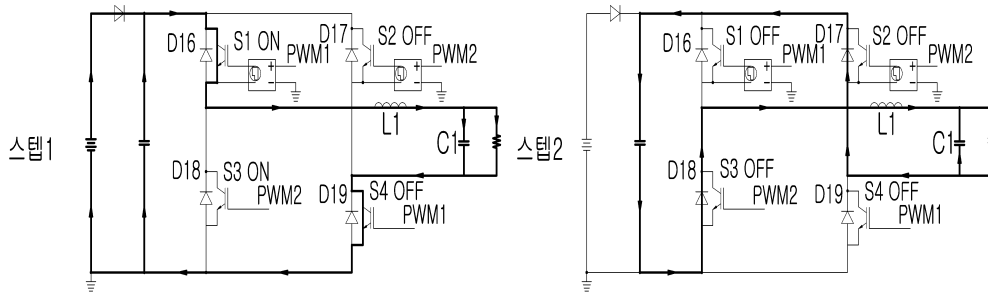 스텝1
D16
S1 ON
PWM1
D17
S2 OFF
PWM2
L1
C1
D18
S3 ON
PWM2
D19
S4 OFF
PWM1
스텝2
D16
S1 OFF
PWM1
D17
S2 OFF
PWM2
L1
C1
D18
S3 OFF
PWM2
D19
S4 OFF
PWM1